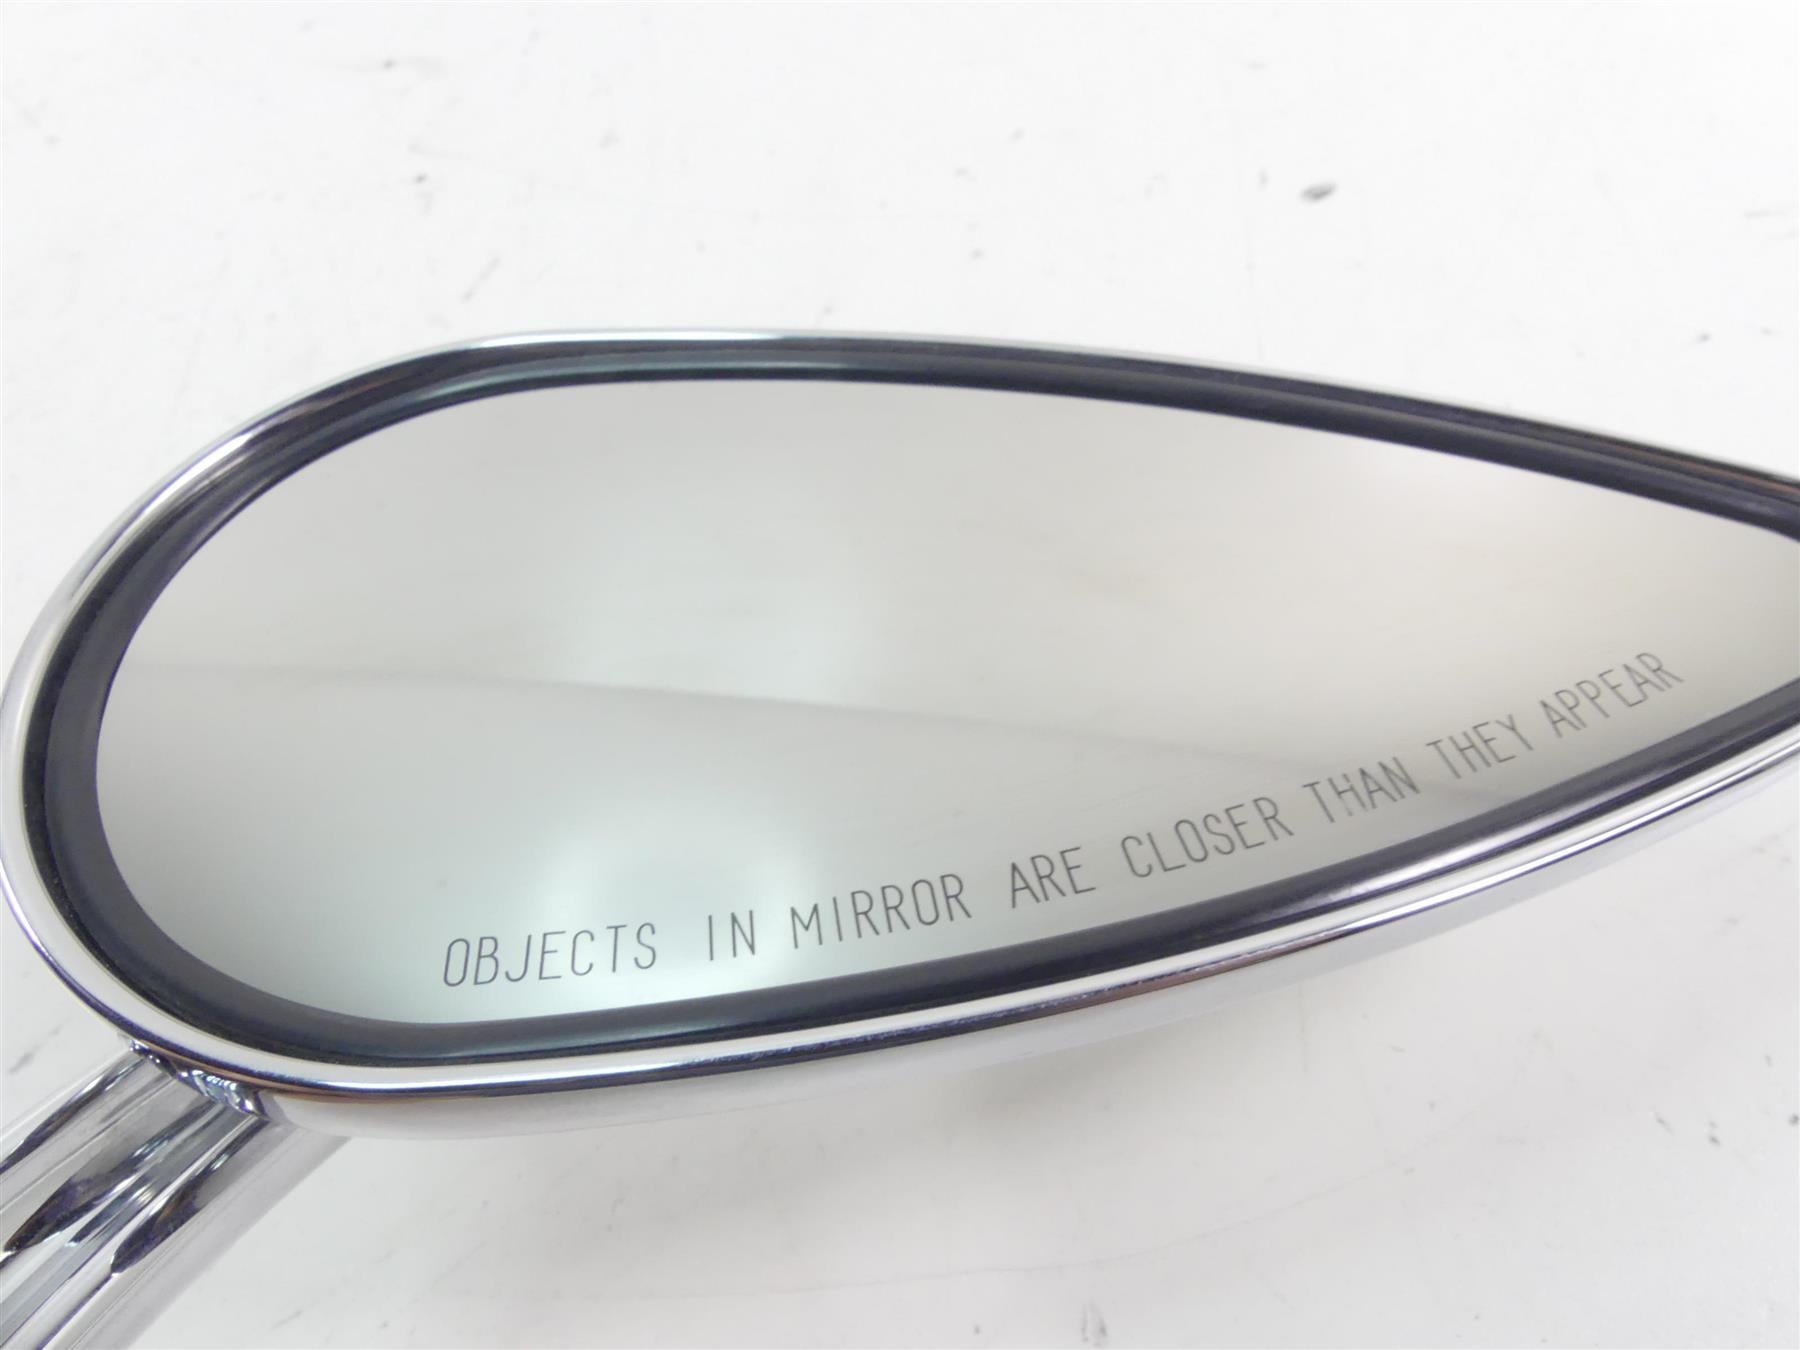 OBJECTS IN MIRROR ARE CLOSER THAN THEY APPEAR